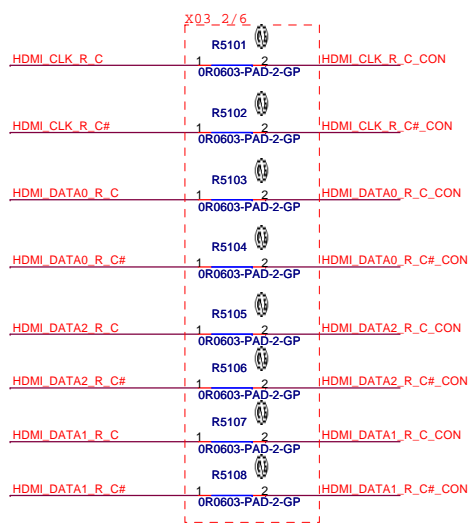 X03 2/6
R5101
HDMI_CLK_R_C 1 2 HDMI_CLK_R_C_CON
0R0603-PAD-2-GP
R5102
HDMI_CLK_R_C# 1 2 HDMI_CLK_R_C#_CON
0R0603-PAD-2-GP
R5103
HDMI_DATA0_R_C 1 2 HDMI_DATA0_R_C_CON
0R0603-PAD-2-GP
R5104
HDMI_DATA0_R_C# 1 2 HDMI_DATA0_R_C#_CON
0R0603-PAD-2-GP
R5105
HDMI_DATA2_R_C 1 2 HDMI_DATA2_R_C_CON
0R0603-PAD-2-GP
R5106
HDMI_DATA2_R_C# 1 2 HDMI_DATA2_R_C#_CON
0R0603-PAD-2-GP
R5107
HDMI_DATA1_R_C 1 2 HDMI_DATA1_R_C_CON
0R0603-PAD-2-GP
R5108
HDMI_DATA1_R_C# 1 2 HDMI_DATA1_R_C#_CON
0R0603-PAD-2-GP